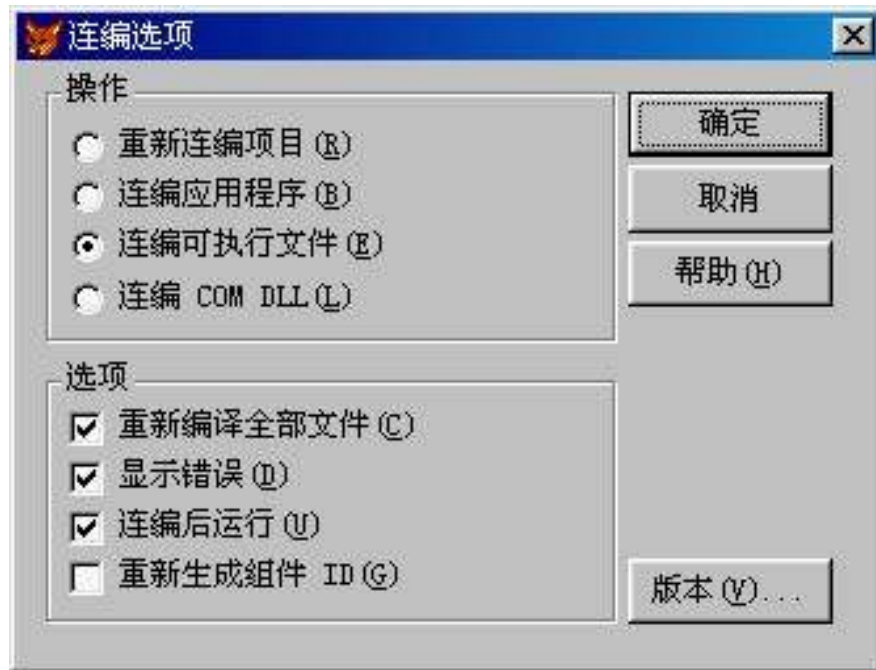 连编选项
操作
重新连编项目(R)
连编应用程序(B)
连编可执行文件(E)
连编 COM DLL(L)
确定
取消
帮助(H)
选项
重新编译全部文件(C)
显示错误(D)
连编后运行(U)
重新生成组件 ID(G)
版本(V)...